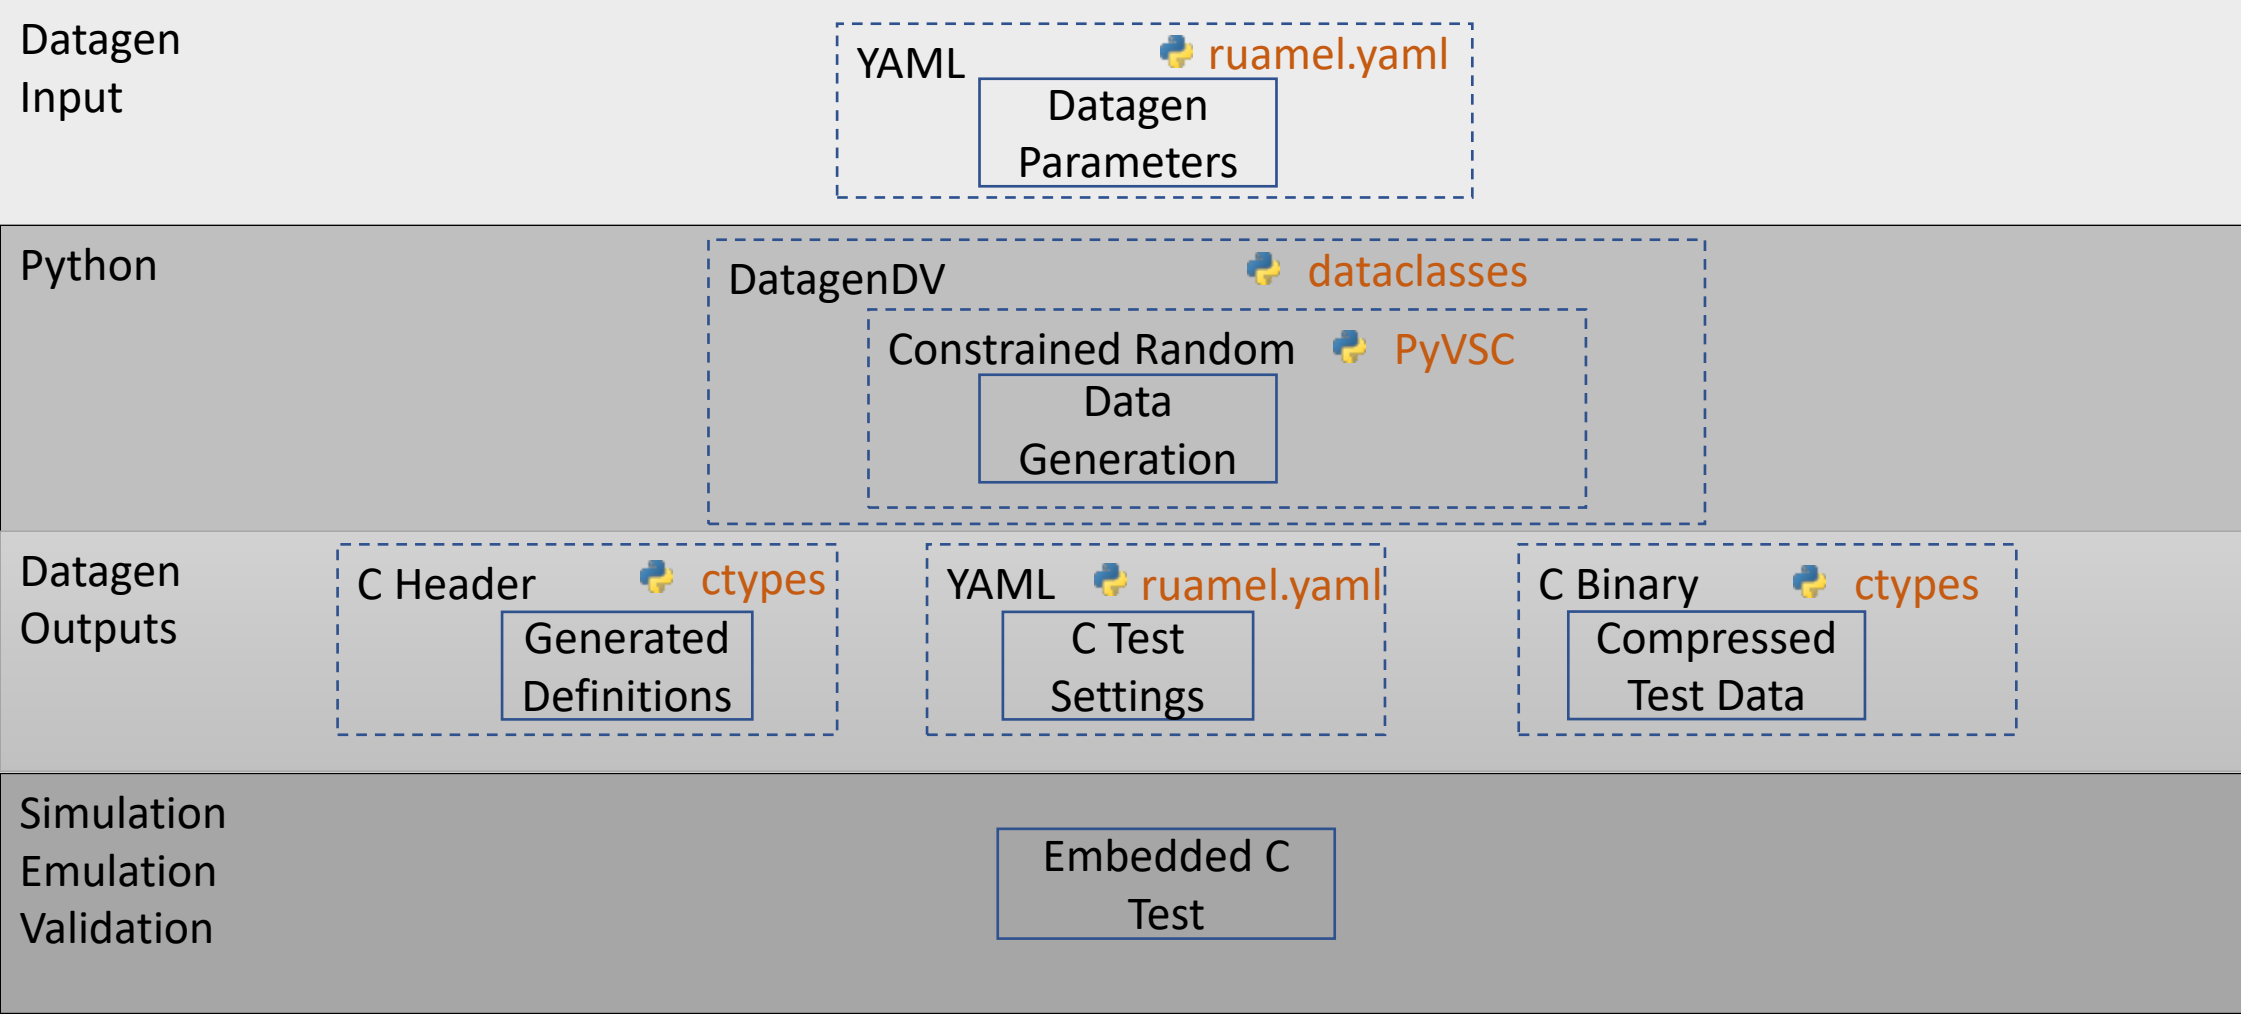 Datagen
Input
YAML
ruamel.yaml
Datagen
Parameters
Python
DatagenDV
dataclasses
Constrained Random
PyVSC
Data
Generation
Datagen
Outputs
C Header
ctypes
Generated
Definitions
YAML
ruamel.yaml
C Test
Settings
C Binary
ctypes
Compressed
Test Data
Simulation
Emulation
Validation
Embedded C
Test